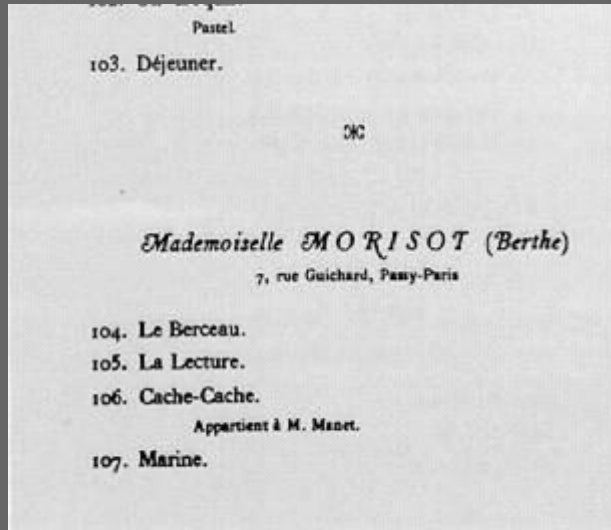 Pastel.
103. Déjeuner.
Mademoiselle MORISOT (Berthe)
7, rue Guichard, Passy-Paris
104. Le Berceau.
105. La Lecture.
106. Cache-Cache.
Appartient à M. Manet.
107. Marine.